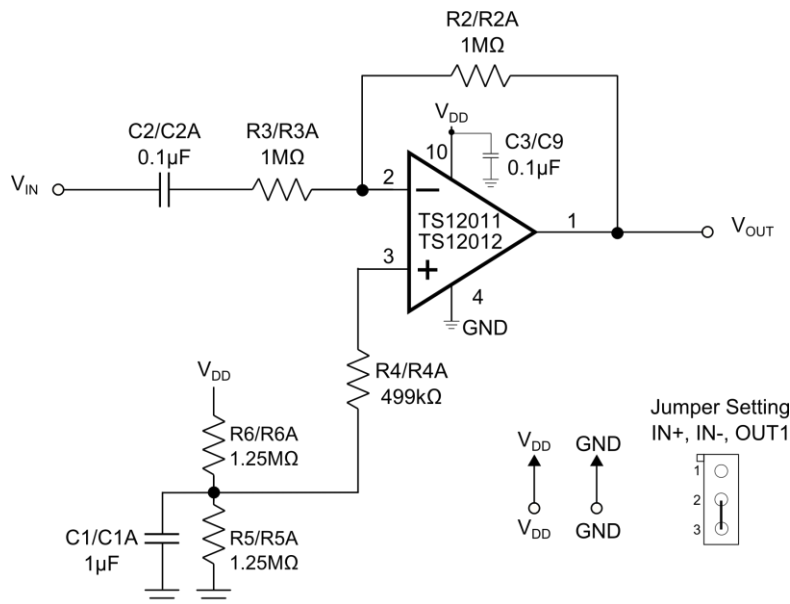 R2/R2A
1MΩ
C2/C2A
0.1µF
R3/R3A
1MΩ
VDD
10
C3/C9
0.1µF
VIN
2
TS12011
TS12012
1
VOUT
3
4
GND
R4/R4A
499kΩ
VDD
R6/R6A
1.25MΩ
C1/C1A
1µF
R5/R5A
1.25MΩ
VDD
GND
VDD
GND
Jumper Setting
IN+, IN-, OUT1
1
2
3